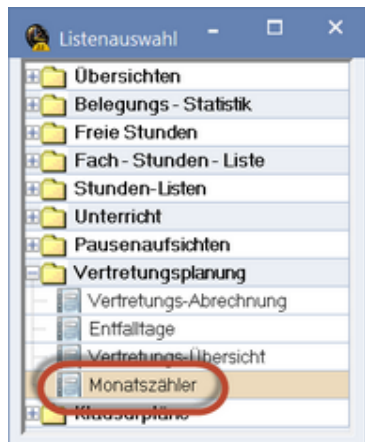 Listenauswahl
Übersichten
Belegungs - Statistik
Freie Stunden
Fach - Stunden - Liste
Stunden-Listen
Unterricht
Pausenaufsichten
Vertretungsplanung
Vertretungs-Abrechnung
Entfalltage
Vertretungs-Übersicht
Monatszähler
Klausurpläne